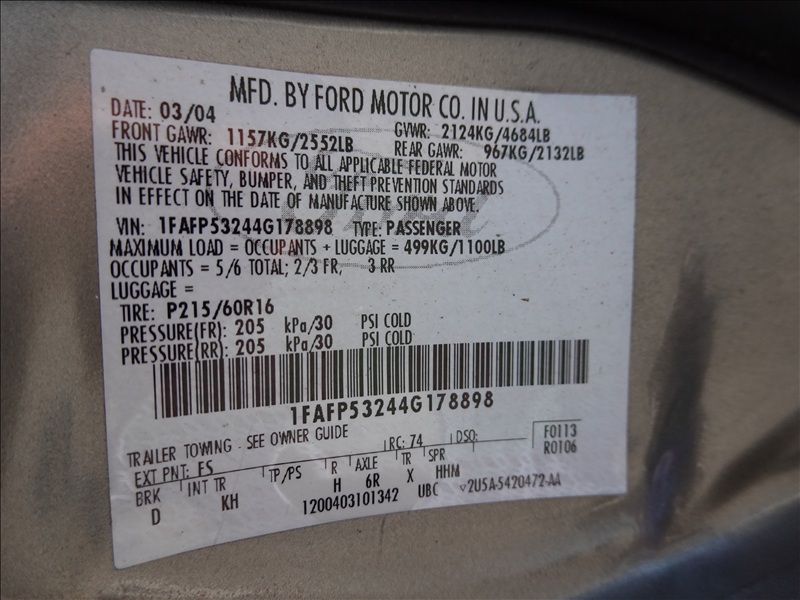 MFD. BY FORD MOTOR CO. IN U.S.A.
DATE: 03/04 GVWR: 2124KG/4684LB
FRONT GAWR: 1157KG/2552LB REAR GAWR: 967KG/2132LB
THIS VEHICLE CONFORMS TO ALL APPLICABLE FEDERAL MOTOR
VEHICLE SAFETY, BUMPER, AND THEFT PREVENTION STANDARDS
IN EFFECT ON THE DATE OF MANUFACTURE SHOWN ABOVE.
VIN: 1FAFP53244G178898 TYPE: PASSENGER
MAXIMUM LOAD = OCCUPANTS + LUGGAGE = 499KG/1100LB
OCCUPANTS = 5/6 TOTAL; 2/3 FR, 3 RR
LUGGAGE =
TIRE: P215/60R16
PRESSURE(FR): 205 kPa/30 PSI COLD
PRESSURE(RR): 205 kPa/30 PSI COLD
1FAFP53244G178898
TRAILER TOWING - SEE OWNER GUIDE RC: 74 DSO: F0113
EXT PNT: FS R0106
BRK INT TR TP/PS R AXLE TR SPR
D KH H 6R X HHM
1200403101342 UBC 2U5A-5420472-AA